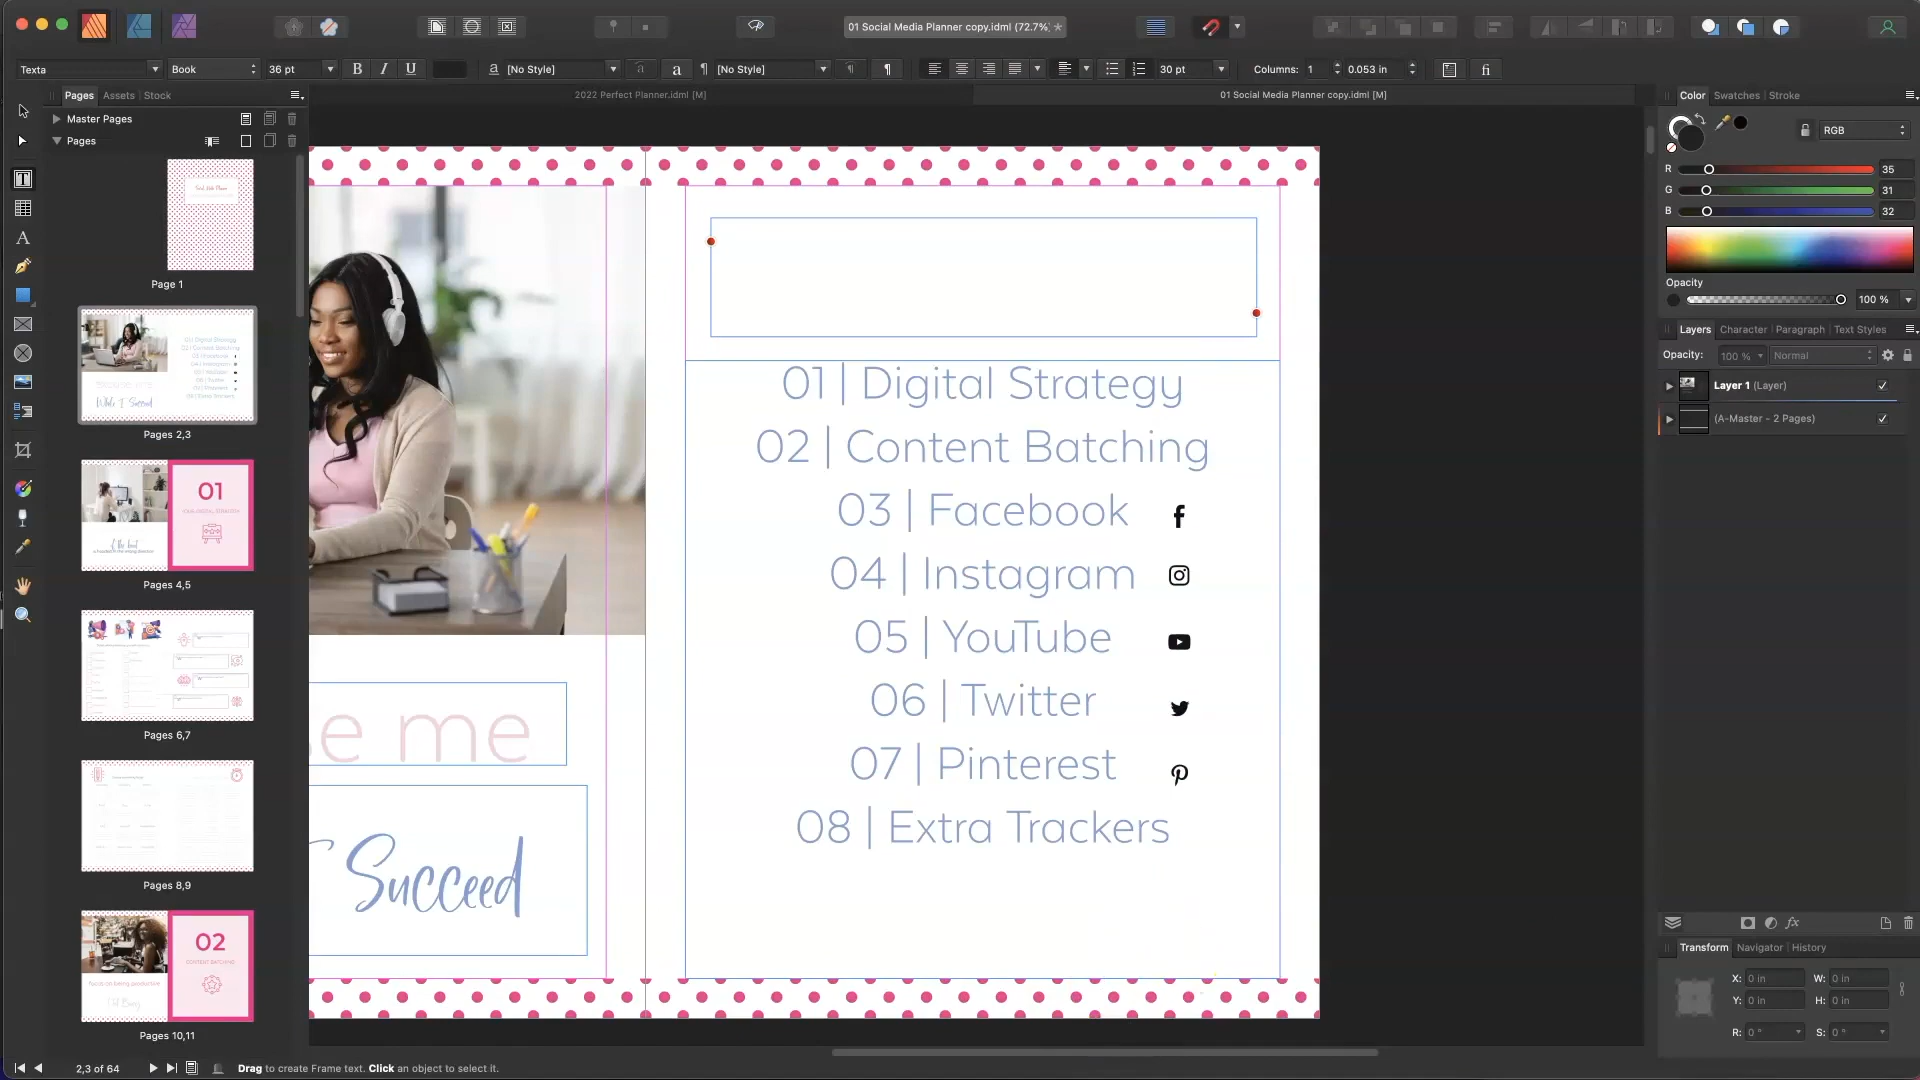 01 Social Media Planner copy.idml (72.7%)
Texta
Book
36 pt
B I U
a [No Style]
a
a
¶ [No Style]
¶
30 pt
Columns: 1
0.053 in
fi
Pages
Assets
Stock
2022 Perfect Planner.idml [M]
01 Social Media Planner copy.idml [M]
Master Pages
Pages
Page 1
Pages 2,3
01
Pages 4,5
Pages 6,7
Pages 8,9
02
CONTENT BATCHING
Pages 10,11
01 | Digital Strategy
02 | Content Batching
03 | Facebook
04 | Instagram
05 | YouTube
06 | Twitter
07 | Pinterest
08 | Extra Trackers
se me
Succeed
Color
Swatches
Stroke
RGB
R 35
G 31
B 32
Opacity
100 %
Layers
Character
Paragraph
Text Styles
Opacity: 100 % Normal
Layer 1 (Layer)
(A-Master - 2 Pages)
fx
Transform
Navigator
History
X: 0 in W: 0 in
Y: 0 in H: 0 in
R: 0 ° S: 0 °
2,3 of 64
Drag to create Frame text. Click an object to select it.